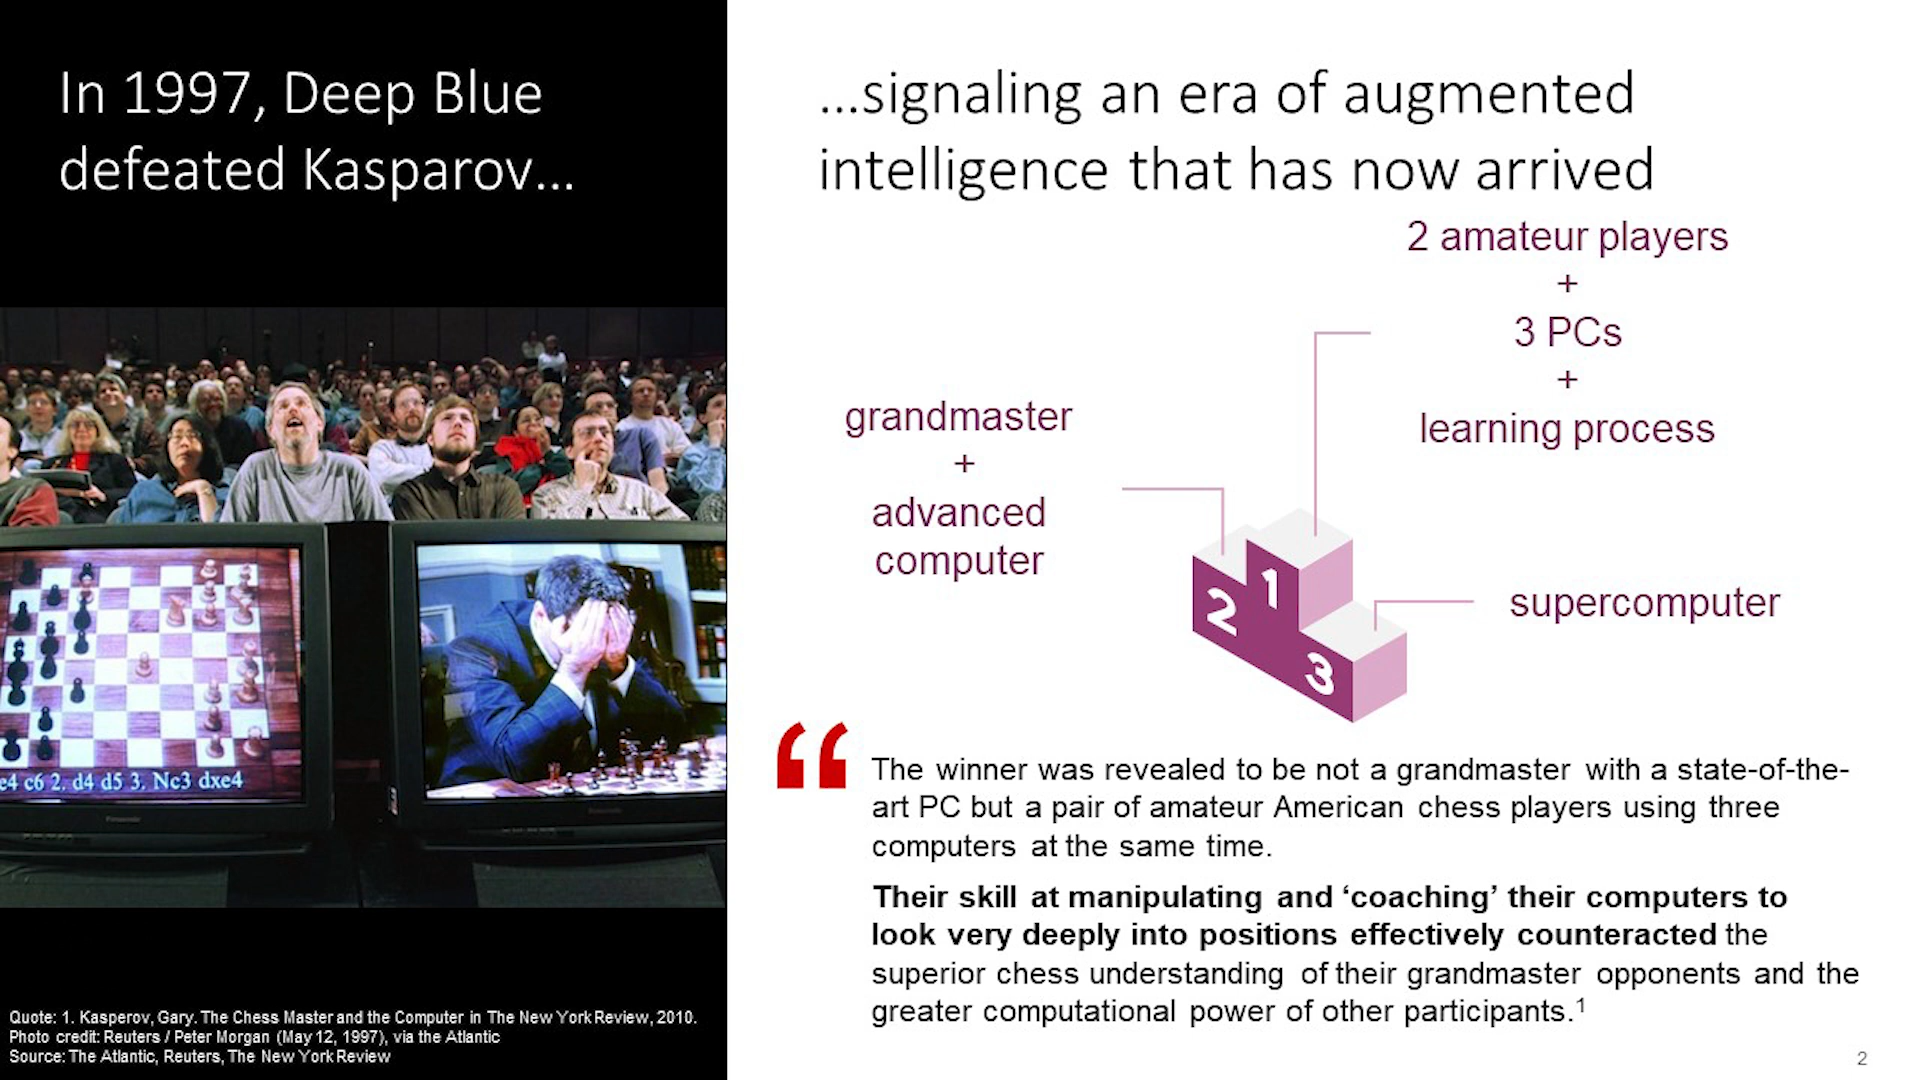 In 1997, Deep Blue
defeated Kasparov...
...signaling an era of augmented
intelligence that has now arrived
2 amateur players
+
3 PCs
+
learning process
grandmaster
+
advanced
computer
1
2
3
supercomputer
e4 c6 2. d4 d5 3. Nc3 dxe4
Panasonic
“
The winner was revealed to be not a grandmaster with a state-of-the-
art PC but a pair of amateur American chess players using three
computers at the same time.
Their skill at manipulating and ‘coaching’ their computers to
look very deeply into positions effectively counteracted the
superior chess understanding of their grandmaster opponents and the
greater computational power of other participants.1
Quote: 1. Kasperov, Gary. The Chess Master and the Computer in The New York Review, 2010.
Photo credit: Reuters / Peter Morgan (May 12, 1997), via the Atlantic
Source: The Atlantic, Reuters, The New York Review
2